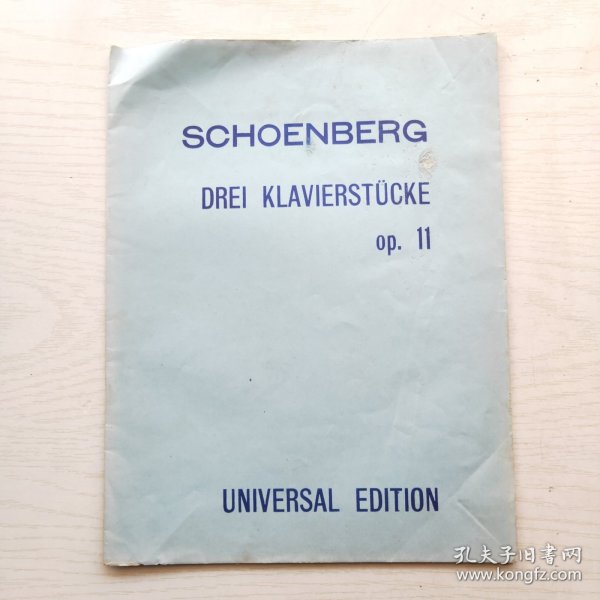 SCHOENBERG
DREI KLAVIERSTÜCKE
op. 11
UNIVERSAL EDITION
孔夫子旧书网
www.kongfz.com